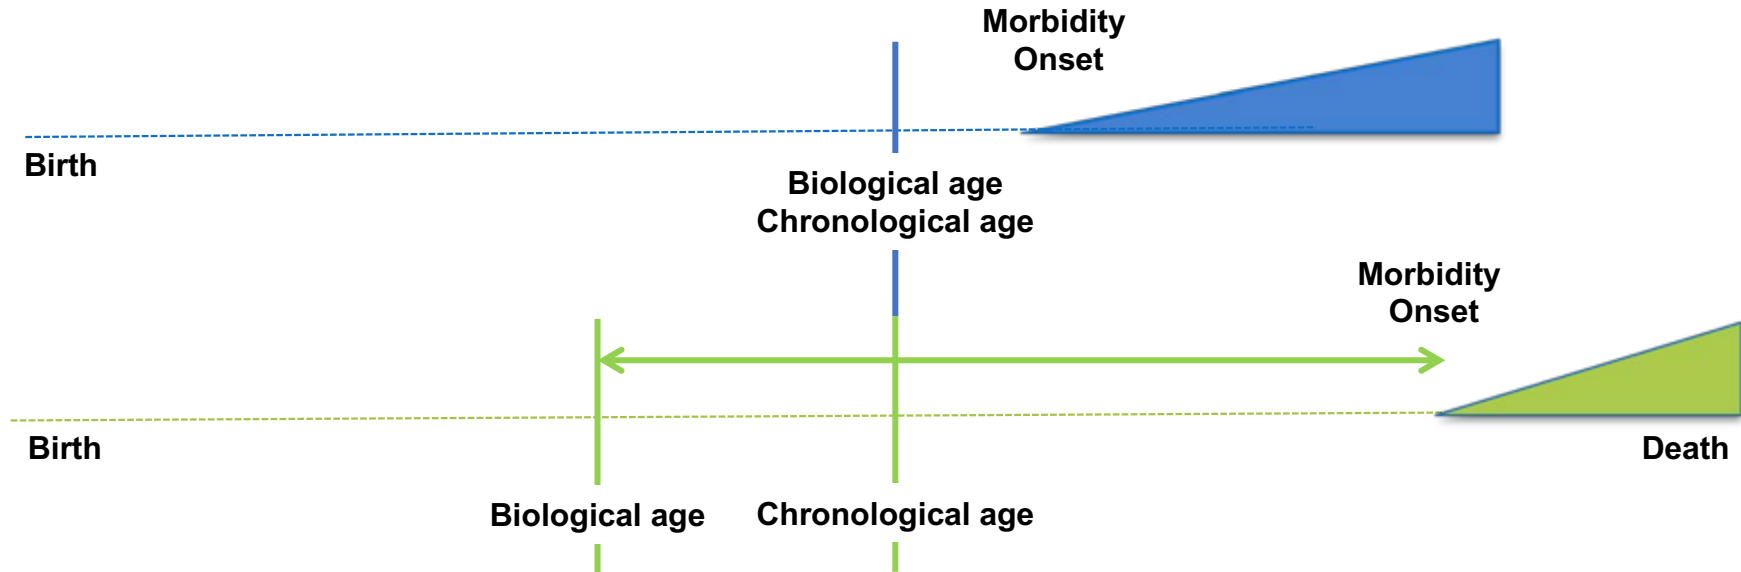 Morbidity
Onset
Birth
Biological age
Chronological age
Morbidity
Onset
Birth
Death
Biological age
Chronological age